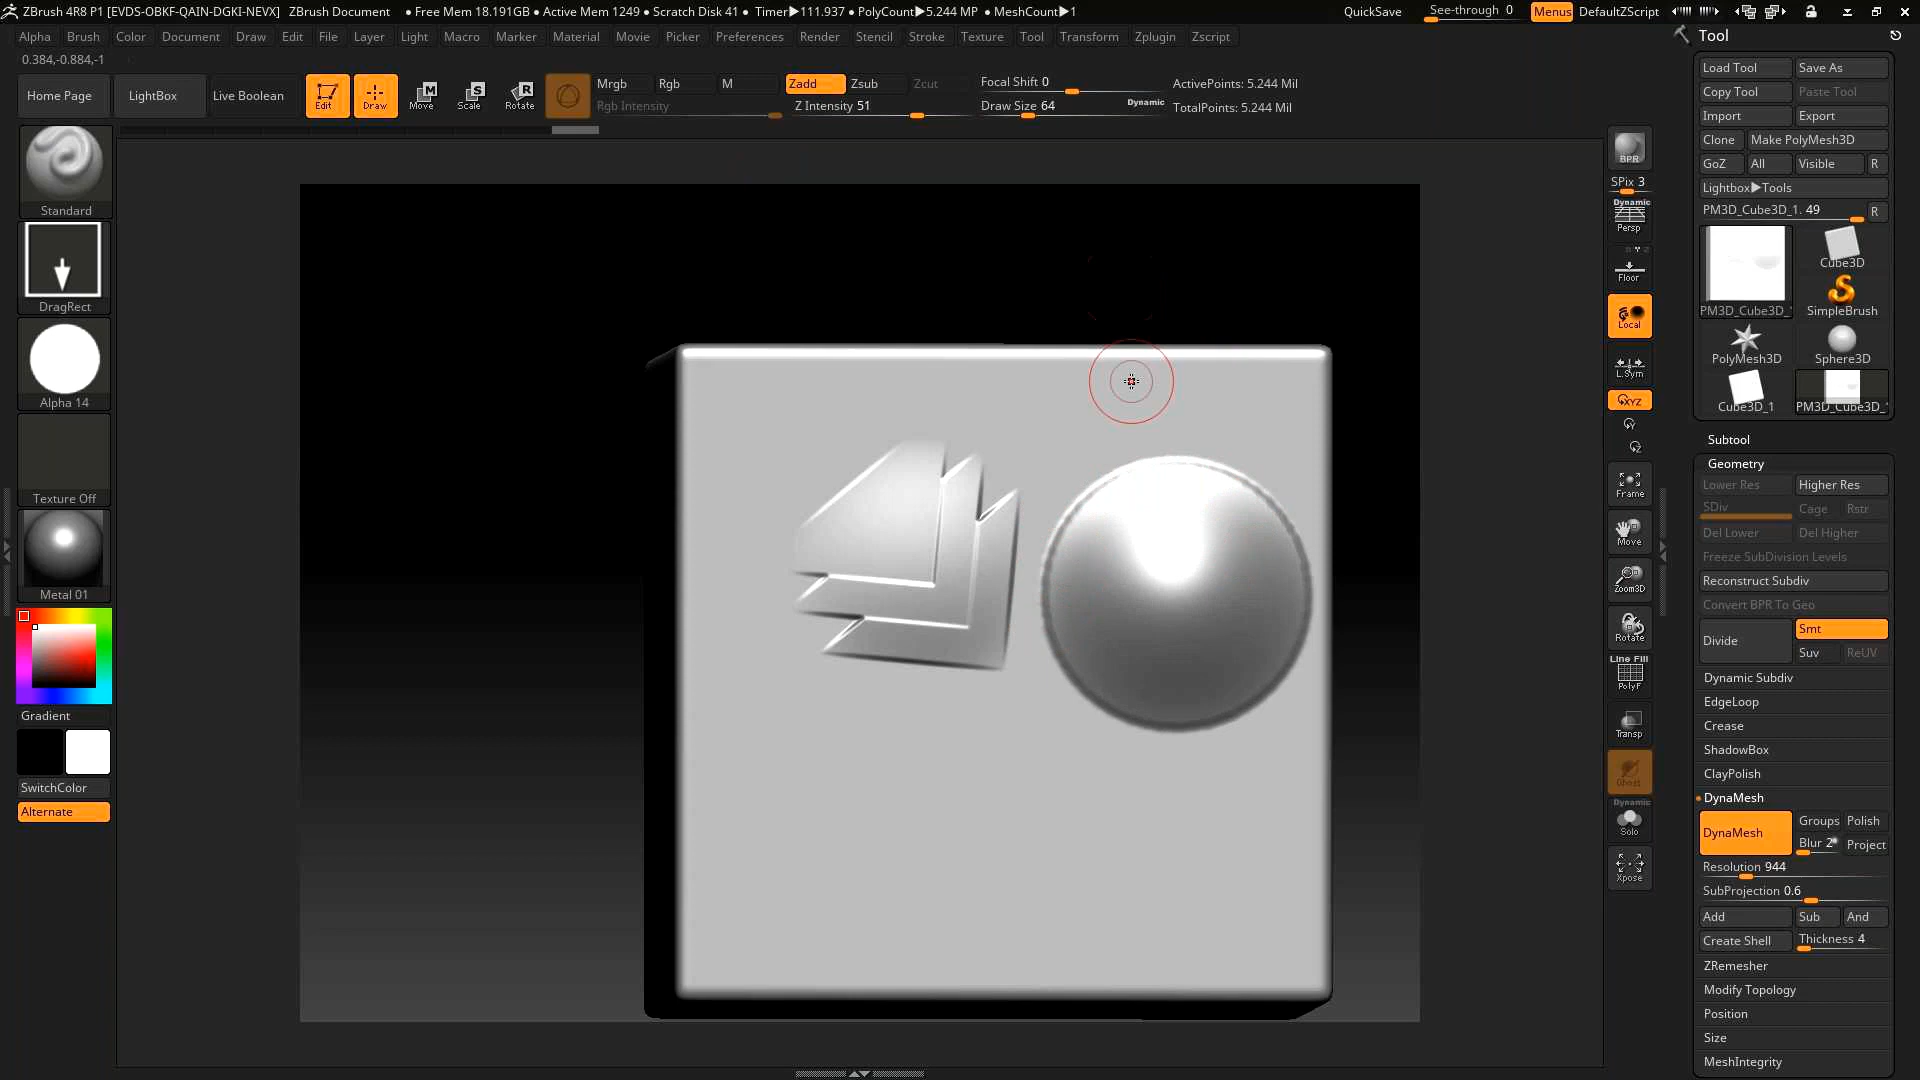 ZBrush 4R8 P1 [EVDS-OBKF-QAIN-DGKI-NEVX] ZBrush Document ● Free Mem 18.191GB ● Active Mem 1249 ● Scratch Disk 41 ● Timer▶111.937 ● PolyCount▶5.244 MP ● MeshCount▶1 QuickSave See-through 0 Menus DefaultZScript
Alpha Brush Color Document Draw Edit File Layer Light Macro Marker Material Movie Picker Preferences Render Stencil Stroke Texture Tool Transform Zplugin Zscript
0.384,-0.884,-1
Home Page LightBox Live Boolean Edit Draw Move Scale Rotate
Mrgb Rgb M Zadd Zsub Zcut Focal Shift 0 ActivePoints: 5.244 Mil
Rgb Intensity Z Intensity 51 Draw Size 64 Dynamic TotalPoints: 5.244 Mil
Standard
DragRect
Alpha 14
Texture Off
Metal 01
Gradient
SwitchColor
Alternate
BPR
SPix 3
Dynamic
Persp
Floor
Local
L.Sym
XYZ
Y
Z
Frame
Move
Zoom3D
Rotate
Line Fill
PolyF
Transp
Ghost
Dynamic
Solo
Xpose
Tool
Load Tool Save As
Copy Tool Paste Tool
Import Export
Clone Make PolyMesh3D
GoZ All Visible R
Lightbox▶Tools
PM3D_Cube3D_1. 49 R
Cube3D
PM3D_Cube3D_1 SimpleBrush
PolyMesh3D Sphere3D
Cube3D_1 PM3D_Cube3D_1
Subtool
Geometry
Lower Res Higher Res
SDiv Cage Rstr
Del Lower Del Higher
Freeze SubDivision Levels
Reconstruct Subdiv
Convert BPR To Geo
Divide Smt
Suv ReUV
Dynamic Subdiv
EdgeLoop
Crease
ShadowBox
ClayPolish
DynaMesh
DynaMesh Groups Polish
Blur 2 Project
Resolution 944
SubProjection 0.6
Add Sub And
Create Shell Thickness 4
ZRemesher
Modify Topology
Position
Size
MeshIntegrity